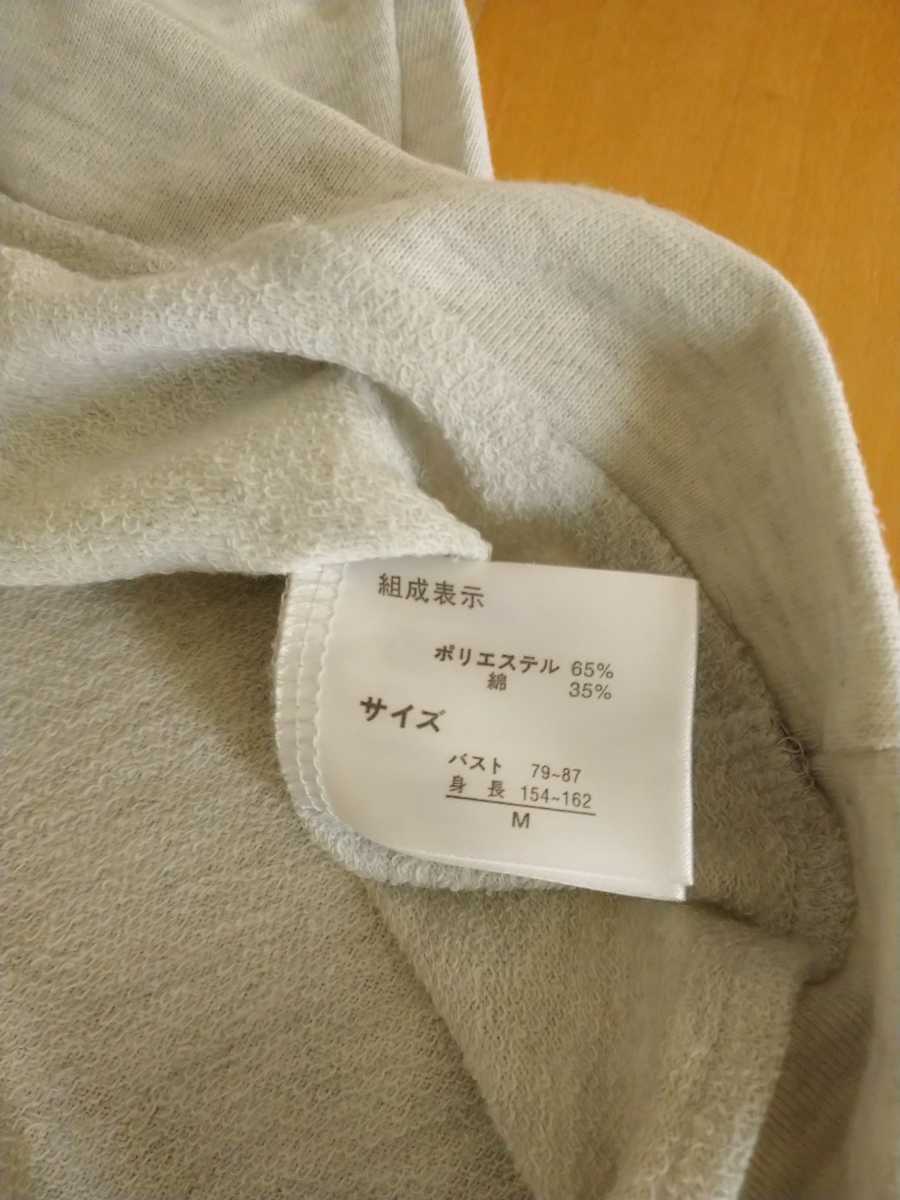 組成表示
ポリエステル 65%
綿 35%
サイズ
バスト 79~87
身長 154~162
M